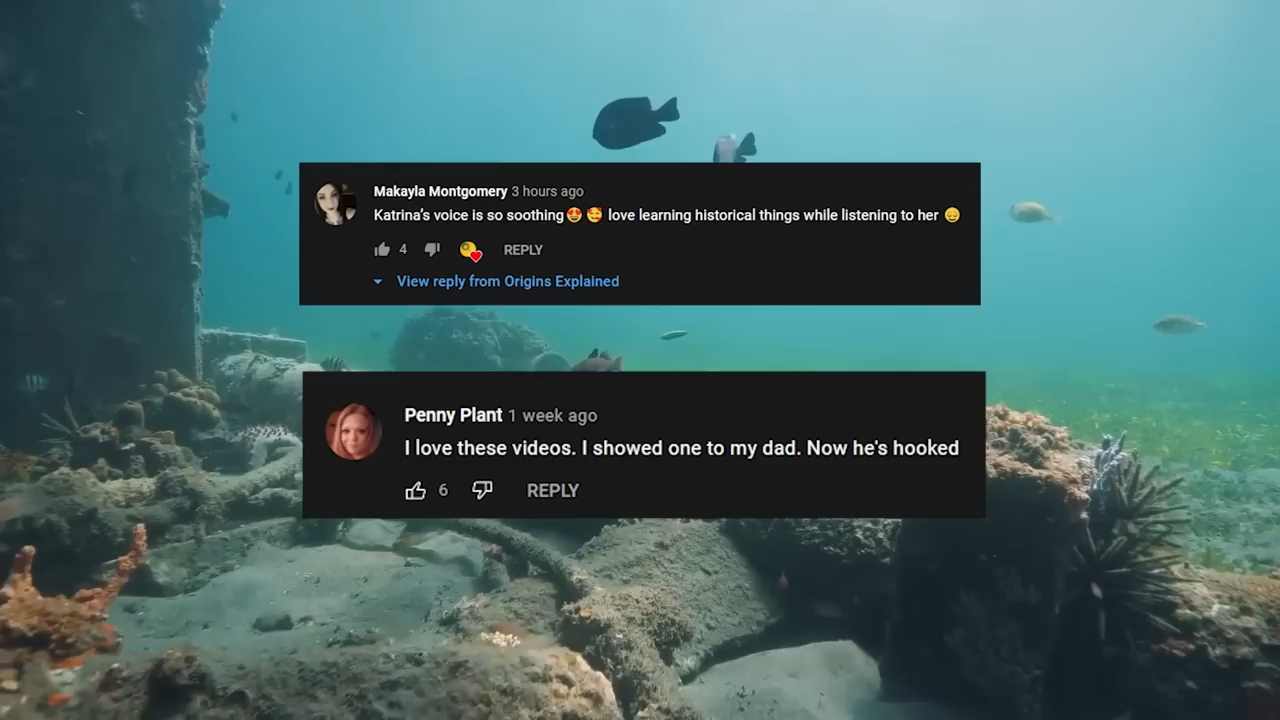 Makayla Montgomery 3 hours ago
Katrina's voice is so soothing😍 🥰 love learning historical things while listening to her 😔
4 REPLY
View reply from Origins Explained
Penny Plant 1 week ago
I love these videos. I showed one to my dad. Now he's hooked
6 REPLY